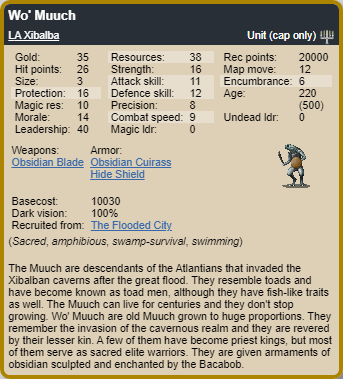 Wo' Muuch
LA Xibalba Unit (cap only)
Gold: 35 Resources: 38 Rec points: 20000
Hit points: 26 Strength: 16 Map move: 12
Size: 3 Attack skill: 11 Encumbrance: 6
Protection: 16 Defence skill: 12 Age: 220
Magic res: 10 Precision: 8 (500)
Morale: 14 Combat speed: 9 Undead ldr: 0
Leadership: 40 Magic ldr: 0
Weapons: Armor:
Obsidian Blade Obsidian Cuirass
Hide Shield
Basecost: 10030
Dark vision: 100%
Recruited from: The Flooded City
(Sacred, amphibious, swamp-survival, swimming)
The Muuch are descendants of the Atlantians that invaded the
Xibalban caverns after the great flood. They resemble toads and
have become known as toad men, although they have fish-like traits
as well. The Muuch can live for centuries and they don't stop
growing. Wo' Muuch are old Muuch grown to huge proportions. They
remember the invasion of the cavernous realm and they are revered
by their lesser kin. A few of them have become priest kings, but most
of them serve as sacred elite warriors. They are given armaments of
obsidian sculpted and enchanted by the Bacabob.